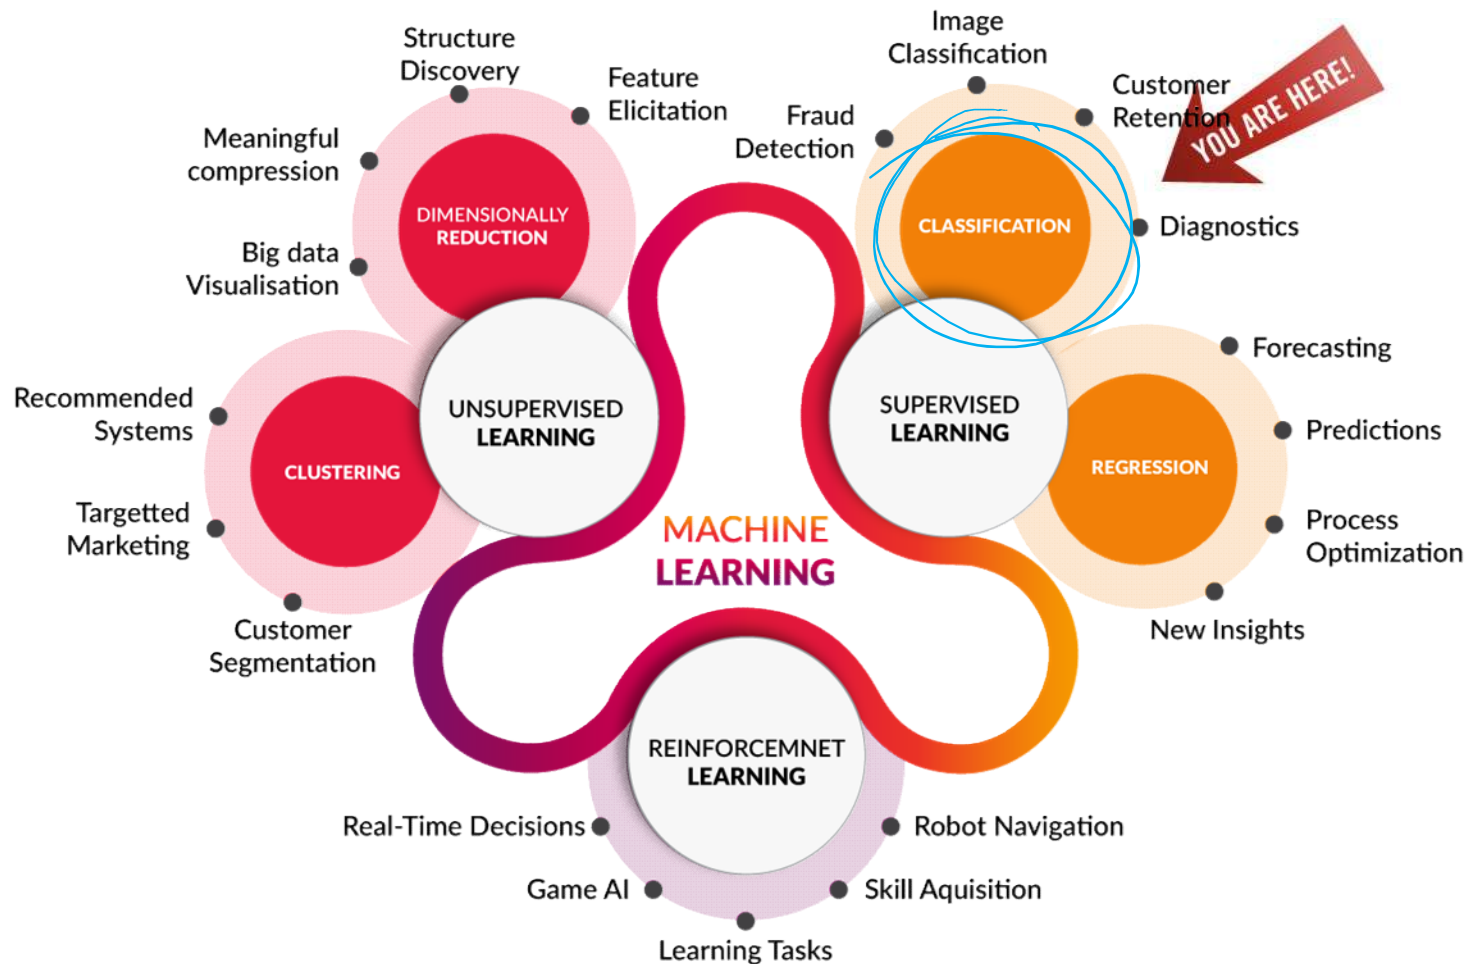 Structure
Discovery
Feature
Elicitation
Meaningful
compression
Big data
Visualisation
DIMENSIONALLY
REDUCTION
Recommended
Systems
Targetted
Marketing
Customer
Segmentation
CLUSTERING
UNSUPERVISED
LEARNING
Image
Classification
Customer
Retention
YOU ARE HERE!
Fraud
Detection
Diagnostics
CLASSIFICATION
SUPERVISED
LEARNING
Forecasting
Predictions
Process
Optimization
New Insights
REGRESSION
MACHINE
LEARNING
REINFORCEMNET
LEARNING
Real-Time Decisions
Game AI
Learning Tasks
Skill Aquisition
Robot Navigation